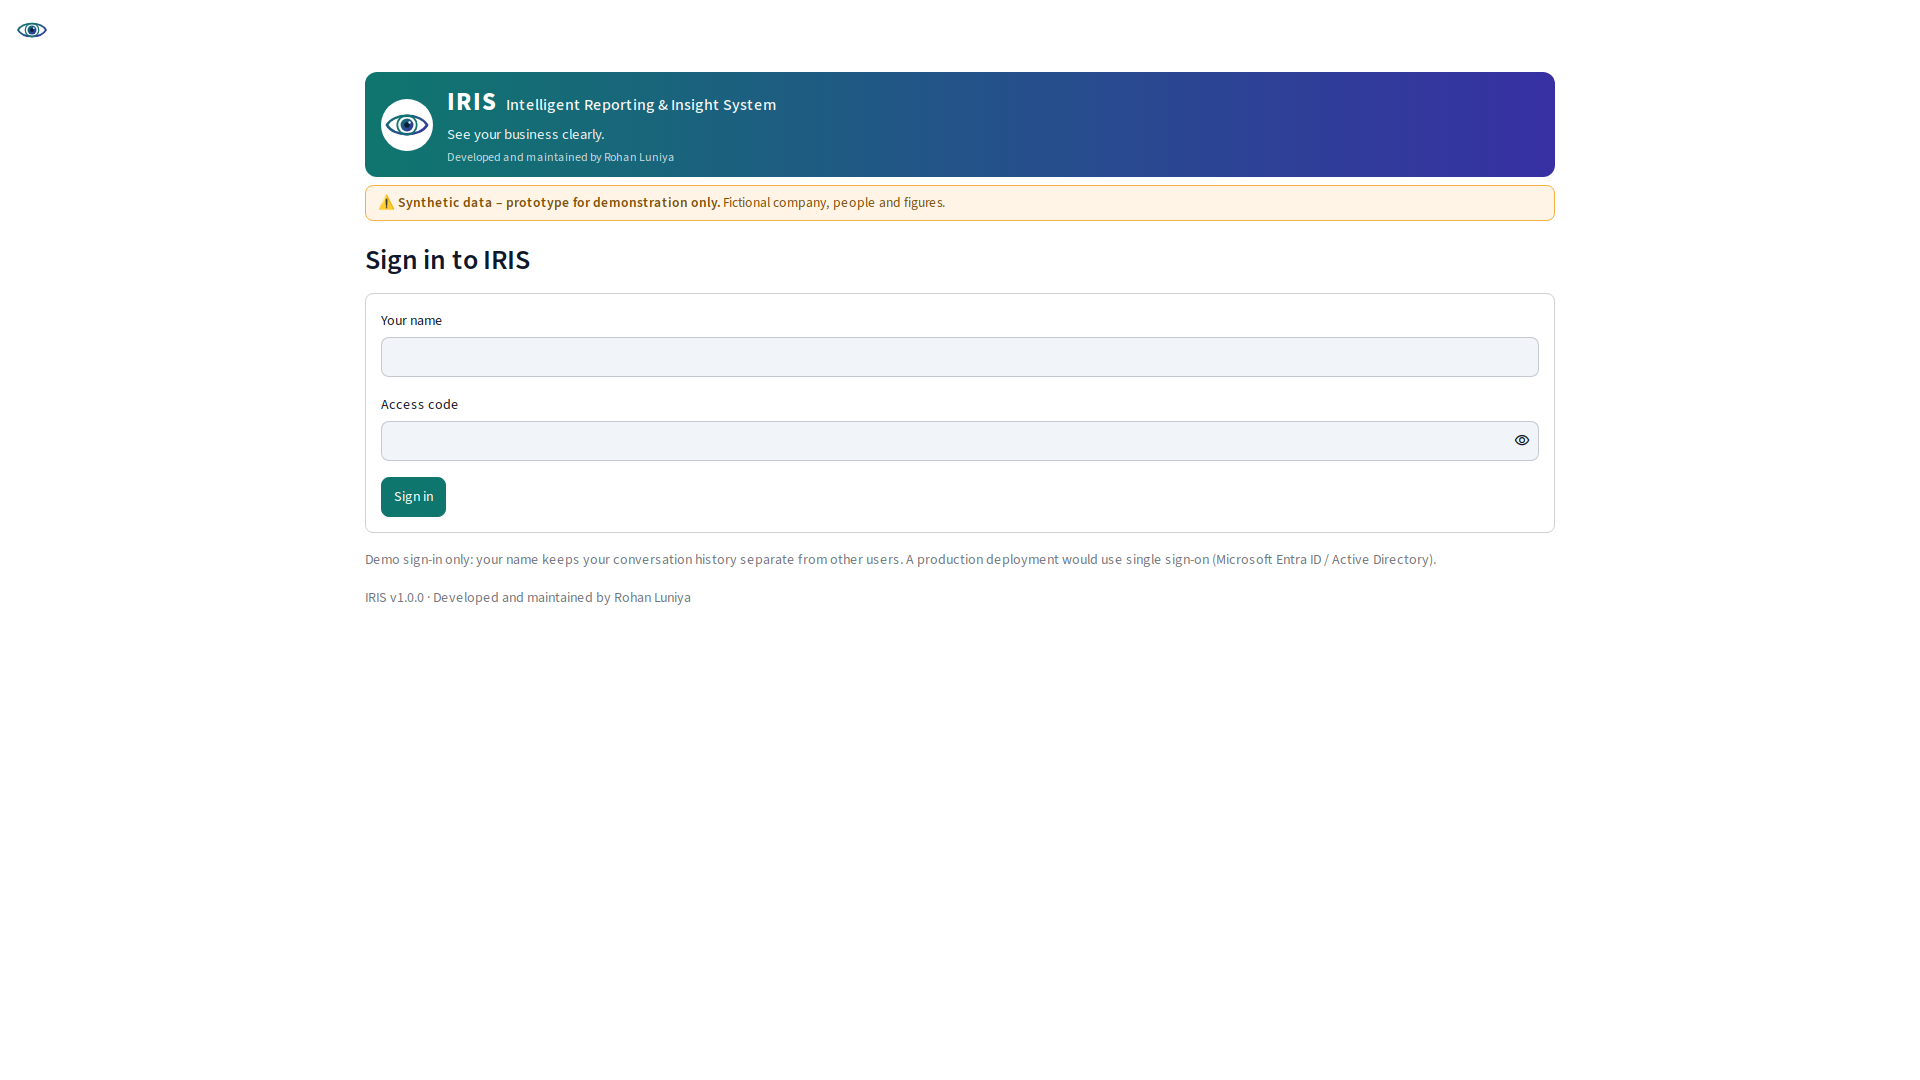 IRIS Intelligent Reporting & Insight System
See your business clearly.
Developed and maintained by Rohan Luniya
⚠️ Synthetic data – prototype for demonstration only. Fictional company, people and figures.
Sign in to IRIS
Your name
Access code
Sign in
Demo sign-in only: your name keeps your conversation history separate from other users. A production deployment would use single sign-on (Microsoft Entra ID / Active Directory).
IRIS v1.0.0 · Developed and maintained by Rohan Luniya